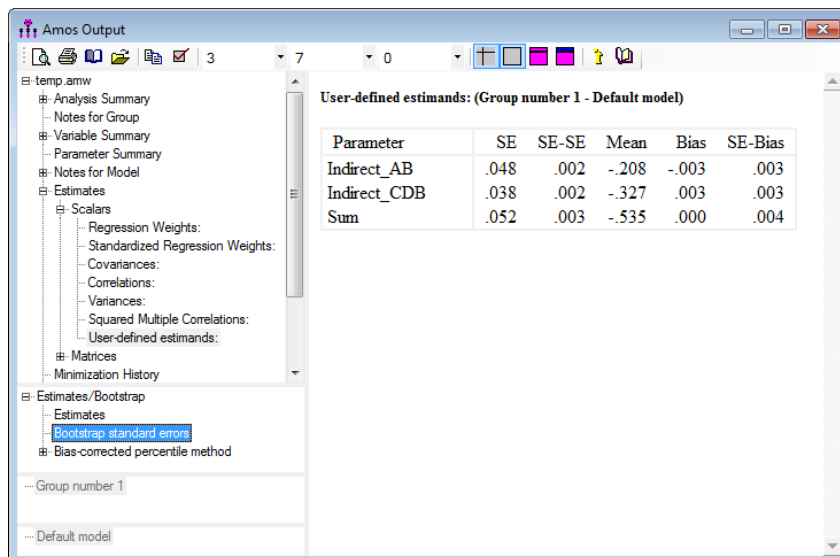 Amos Output
3 7 0
temp.amw
Analysis Summary
Notes for Group
Variable Summary
Parameter Summary
Notes for Model
Estimates
Scalars
Regression Weights:
Standardized Regression Weights:
Covariances:
Correlations:
Variances:
Squared Multiple Correlations:
User-defined estimands:
Matrices
Minimization History
Estimates/Bootstrap
Estimates
Bootstrap standard errors
Bias-corrected percentile method
Group number 1
Default model
User-defined estimands: (Group number 1 - Default model)
Parameter SE SE-SE Mean Bias SE-Bias
Indirect_AB .048 .002 -.208 -.003 .003
Indirect_CDB .038 .002 -.327 .003 .003
Sum .052 .003 -.535 .000 .004